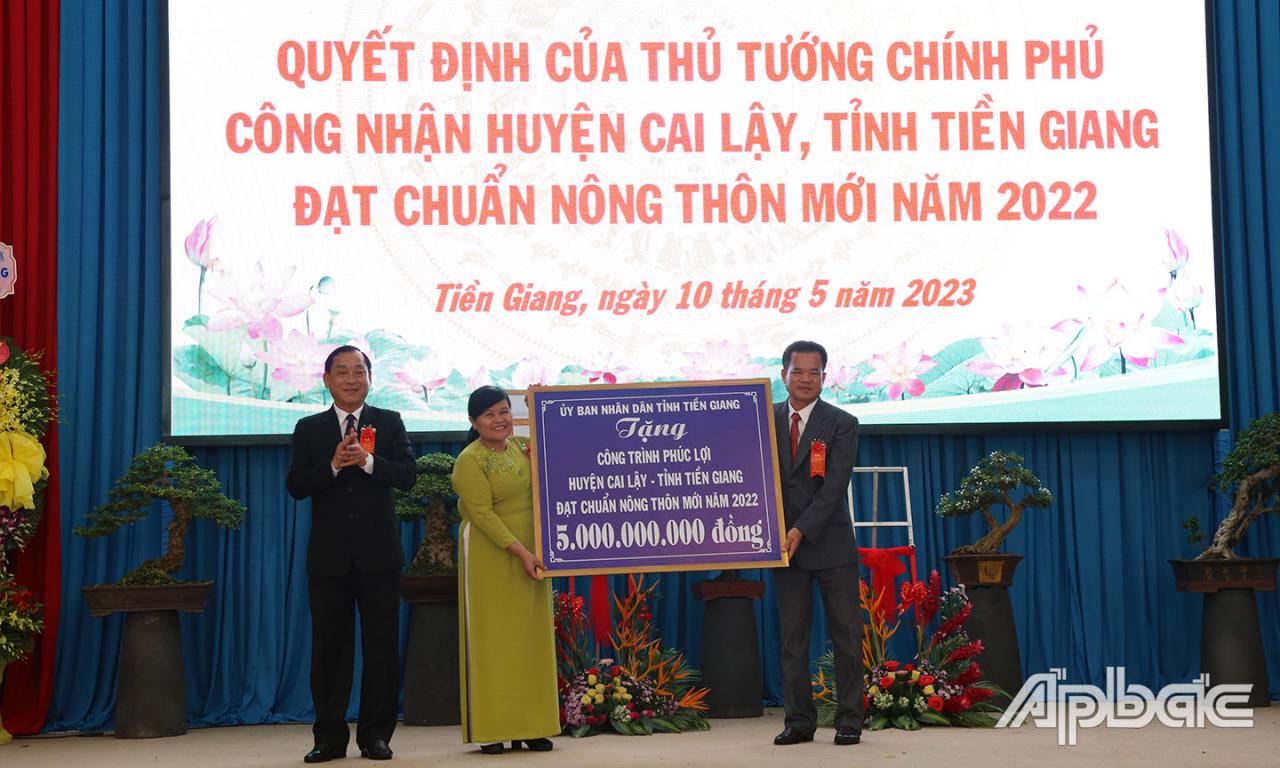 QUYẾT ĐỊNH CỦA THỦ TƯỚNG CHÍNH PHỦ
CÔNG NHẬN HUYỆN CAI LẬY, TỈNH TIỀN GIANG
ĐẠT CHUẨN NÔNG THÔN MỚI NĂM 2022
Tiền Giang, ngày 10 tháng 5 năm 2023
ỦY BAN NHÂN DÂN TỈNH TIỀN GIANG
Tặng
CÔNG TRÌNH PHÚC LỢI
HUYỆN CAI LẬY - TỈNH TIỀN GIANG
ĐẠT CHUẨN NÔNG THÔN MỚI NĂM 2022
5.000.000.000 đồng
Apbắc